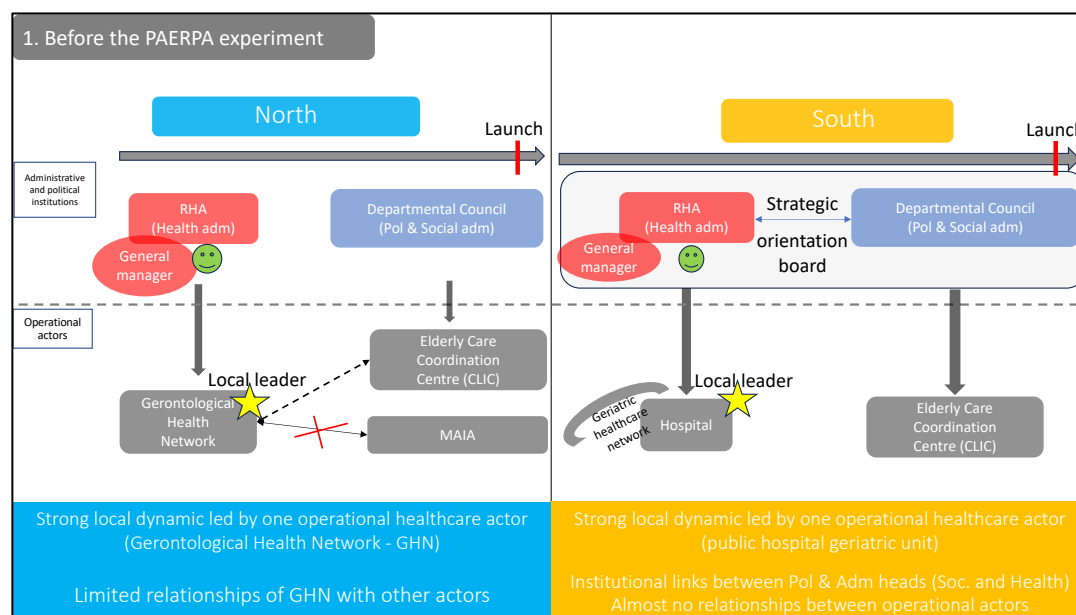 1. Before the PAERPA experiment
North
Launch
Administrative
and political
institutions
RHA
(Health adm)
General
manager
Departmental Council
(Pol & Social adm)
Operational
actors
Local leader
Gerontological
Health
Network
Elderly Care
Coordination
Centre (CLIC)
MAIA
Strong local dynamic led by one operational healthcare actor
(Gerontological Health Network - GHN)
Limited relationships of GHN with other actors
South
Launch
RHA
(Health adm)
General
manager
Strategic
orientation
board
Departmental Council
(Pol & Social adm)
Geriatric
healthcare
network
Hospital
Local leader
Elderly Care
Coordination
Centre (CLIC)
Strong local dynamic led by one operational healthcare actor
(public hospital geriatric unit)
Institutional links between Pol & Adm heads (Soc. and Health)
Almost no relationships between operational actors